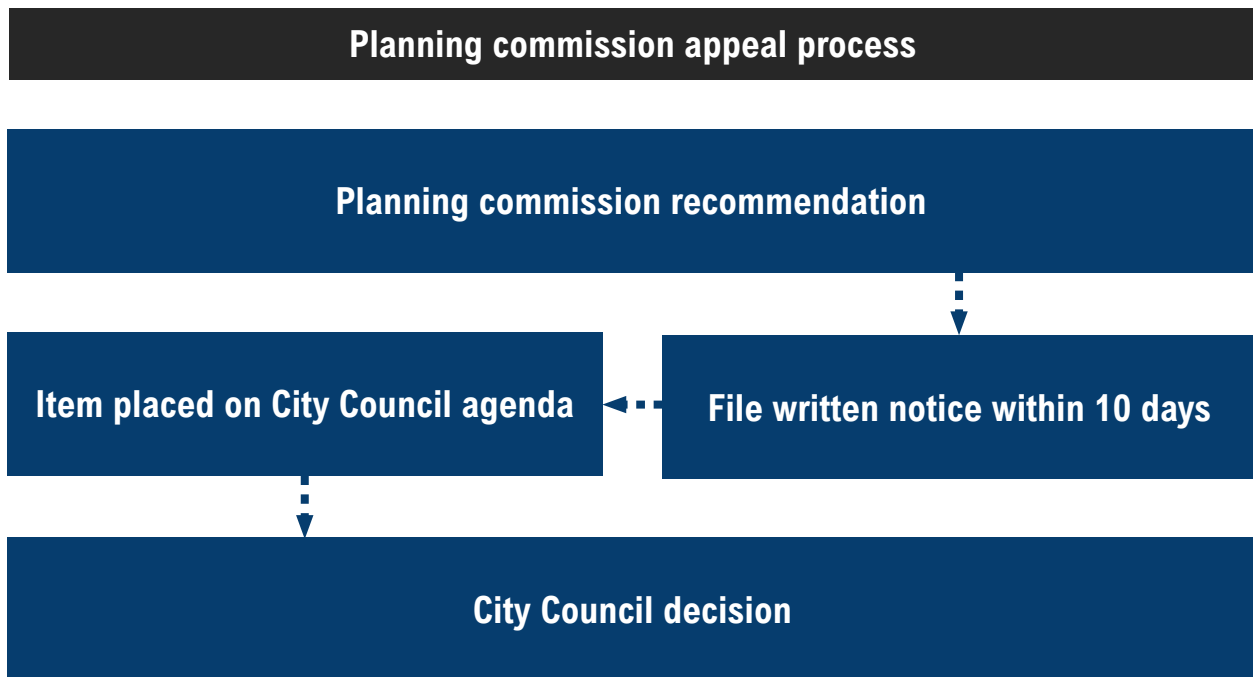 Planning commission appeal process
Planning commission recommendation
File written notice within 10 days
Item placed on City Council agenda
City Council decision